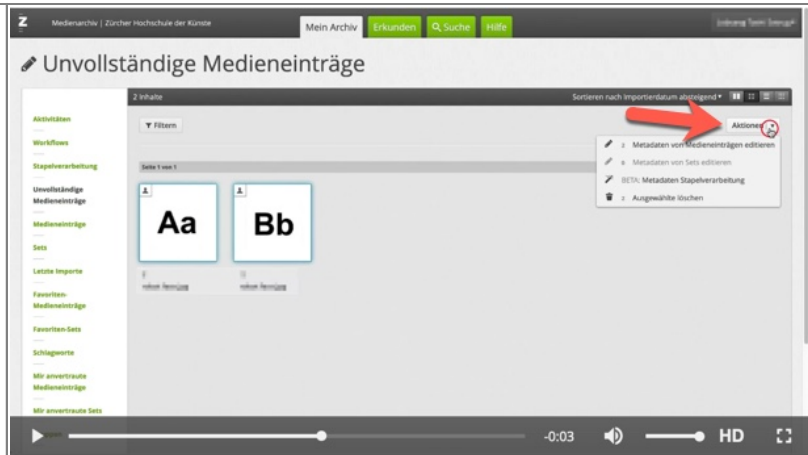 Z
Medienarchiv | Zürcher Hochschule der Künste
Mein Archiv
Erkunden
Suche
Hilfe
Unvollständige Medieneinträge
2 Inhalte
Sortieren nach Importierdatum absteigend
Aktivitäten
Workflows
Stapelverarbeitung
Unvollständige
Medieneinträge
Medieneinträge
Sets
Letzte Importe
Favoriten-
Medieneinträge
Favoriten-Sets
Schlagworte
Mir anvertraute
Medieneinträge
Mir anvertraute Sets
Filtern
Aktionen
2 Metadaten von Medieneinträgen editieren
Metadaten von Sets editieren
BETA: Metadaten Stapelverarbeitung
2 Ausgewählte löschen
Seite 1 von 1
Aa
Bb
-0:03
HD